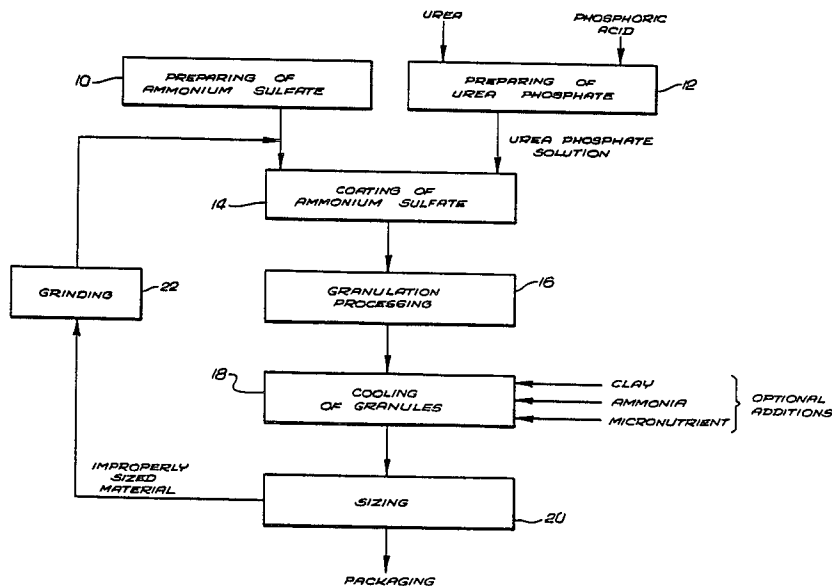 UREA
PHOSPHORIC
ACID
10
PREPARING OF
AMMONIUM SULFATE
PREPARING OF
UREA PHOSPHATE
12
UREA PHOSPHATE
SOLUTION
14
COATING OF
AMMONIUM SULFATE
GRINDING
22
GRANULATION
PROCESSING
16
18
COOLING
OF GRANULES
CLAY
AMMONIA
MICRONUTRIENT
OPTIONAL
ADDITIONS
IMPROPERLY
SIZED
MATERIAL
SIZING
20
PACKAGING